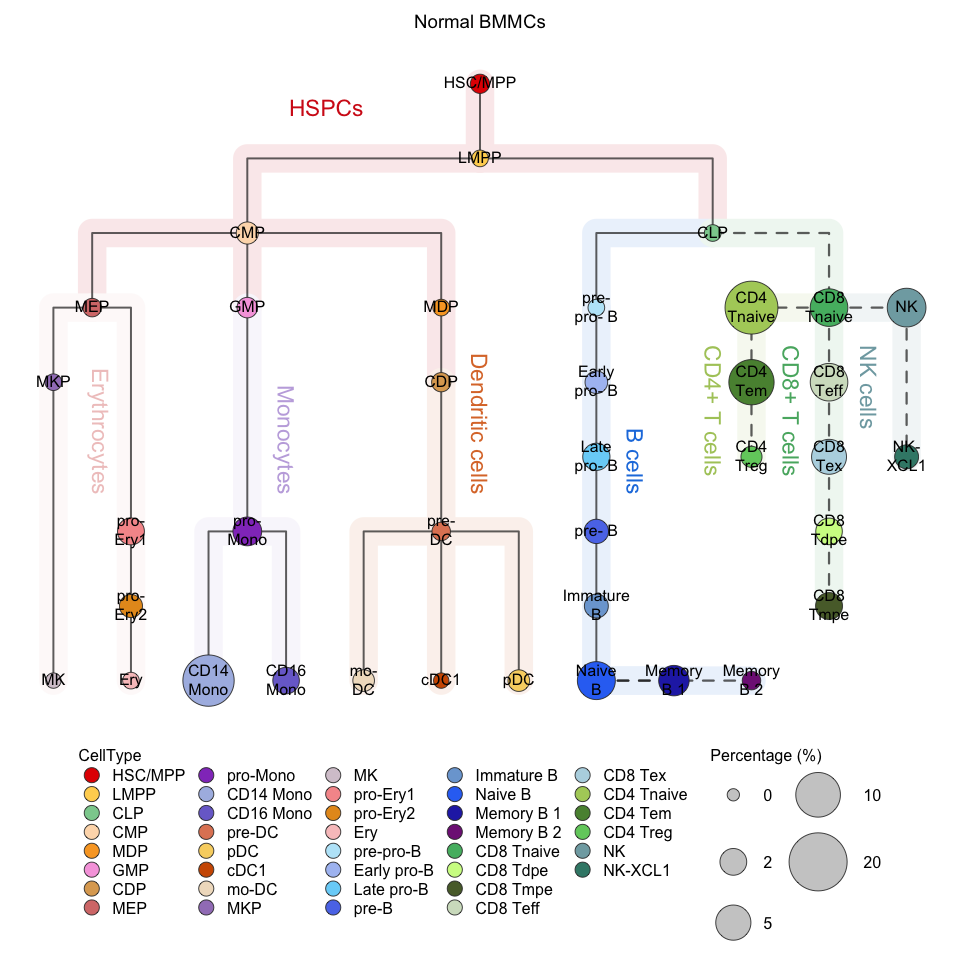 Normal BMMCs
HSC/MPP
HSPCs
LMPP
CMP
CLP
MEP
GMP
MDP
pre-
pro- B
CD4
Tnaive
CD8
Tnaive
NK
MKP
CDP
Early
pro- B
CD4
Tem
CD8
Teff
Erythrocytes
Monocytes
Dendritic cells
B cells
CD4+ T cells
CD8+ T cells
NK cells
Late
pro- B
CD4
Treg
CD8
Tex
NK-
XCL1
pro-
Ery1
pro-
Mono
pre-
DC
pre- B
CD8
Tdpe
pro-
Ery2
Immature
B
CD8
Tmpe
MK
Ery
CD14
Mono
CD16
Mono
mo-
DC
cDC1
pDC
Naive
B
Memory
B 1
Memory
B 2
CellType
HSC/MPP
LMPP
CLP
CMP
MDP
GMP
CDP
MEP
pro-Mono
CD14 Mono
CD16 Mono
pre-DC
pDC
cDC1
mo-DC
MKP
MK
pro-Ery1
pro-Ery2
Ery
pre-pro-B
Early pro-B
Late pro-B
pre-B
Immature B
Naive B
Memory B 1
Memory B 2
CD8 Tnaive
CD8 Tdpe
CD8 Tmpe
CD8 Teff
CD8 Tex
CD4 Tnaive
CD4 Tem
CD4 Treg
NK
NK-XCL1
Percentage (%)
0
2
5
10
20